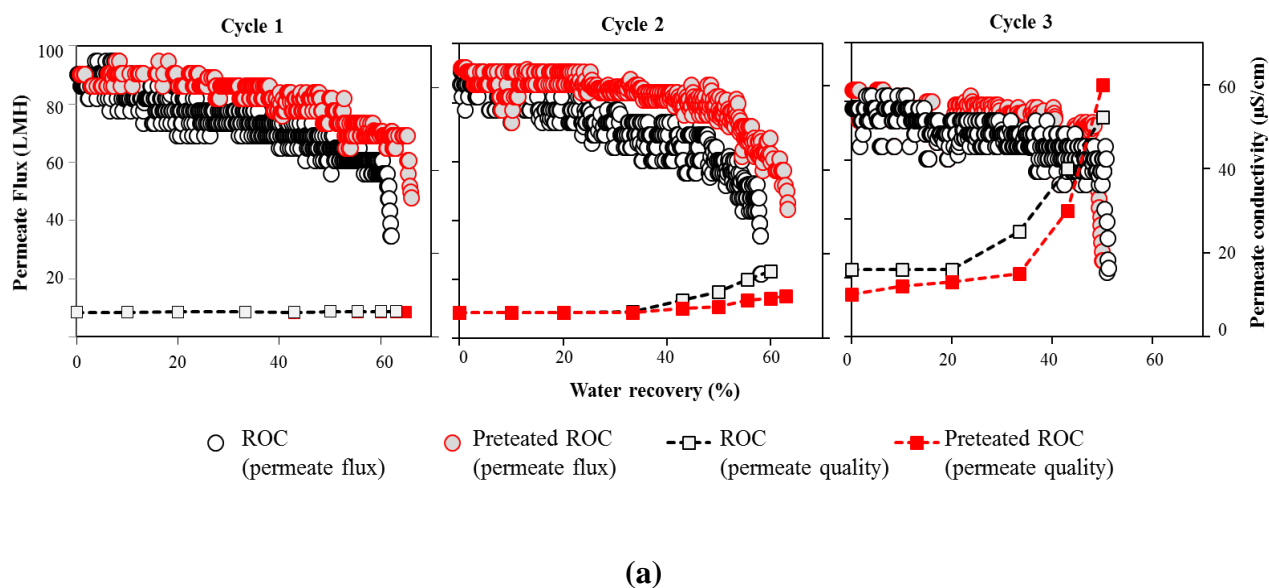 Cycle 1
Cycle 2
Cycle 3
Permeate Flux (LMH)
100
80
60
40
20
0 20 40 60
0 20 40 60
0 20 40 60
60
40
20
0
Permeate conductivity (µS/cm)
Water recovery (%)
ROC
(permeate flux)
Preteated ROC
(permeate flux)
ROC
(permeate quality)
Preteated ROC
(permeate quality)
(a)